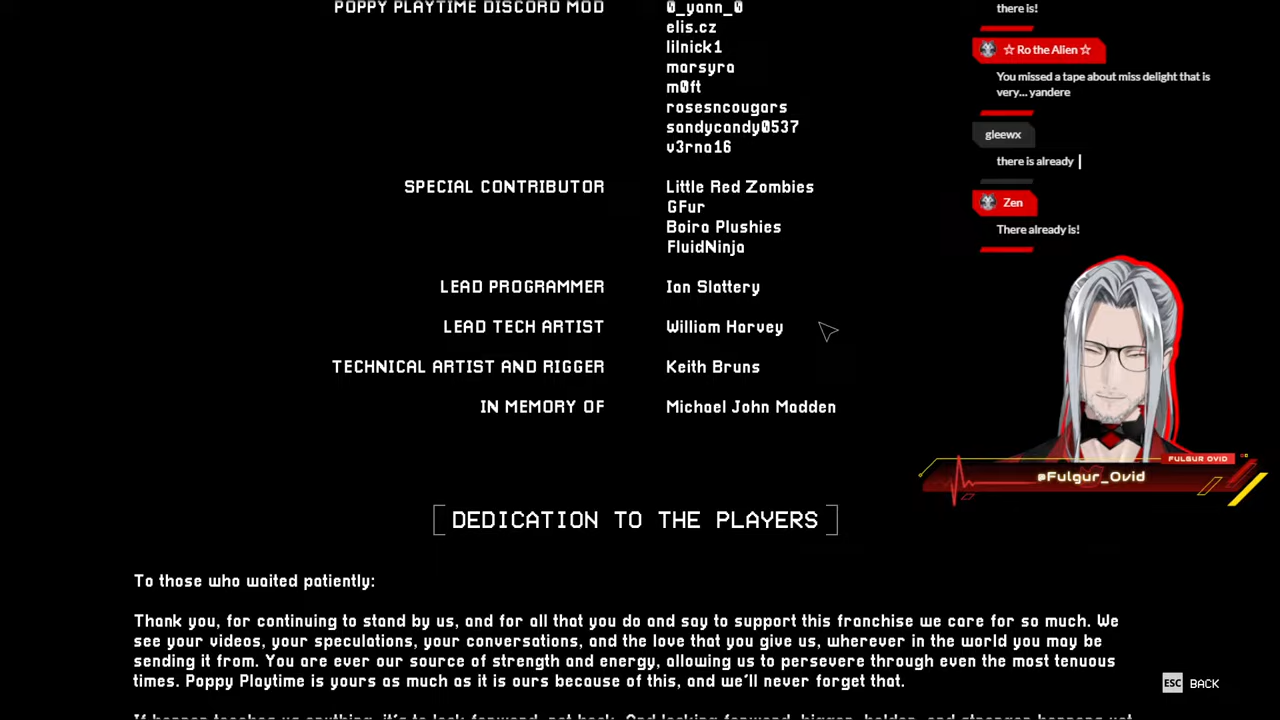 POPPY PLAYTIME DISCORD MOD
0_yann_0
elis.cz
lilnick1
marsyra
m0ft
rosesncougars
sandycandy0537
v3rna16
SPECIAL CONTRIBUTOR
Little Red Zombies
GFur
Boira Plushies
FluidNinja
LEAD PROGRAMMER
Ian Slattery
LEAD TECH ARTIST
William Harvey
TECHNICAL ARTIST AND RIGGER
Keith Bruns
IN MEMORY OF
Michael John Madden
DEDICATION TO THE PLAYERS
To those who waited patiently:
Thank you, for continuing to stand by us, and for all that you do and say to support this franchise we care for so much. We
see your videos, your speculations, your conversations, and the love that you give us, wherever in the world you may be
sending it from. You are ever our source of strength and energy, allowing us to persevere through even the most tenuous
times. Poppy Playtime is yours as much as it is ours because of this, and we'll never forget that.
there is!
☆ Ro the Alien ☆
You missed a tape about miss delight that is
very... yandere
gleewx
there is already |
Zen
There already is!
FULGUR OVID
@Fulgur_Ovid
ESC BACK